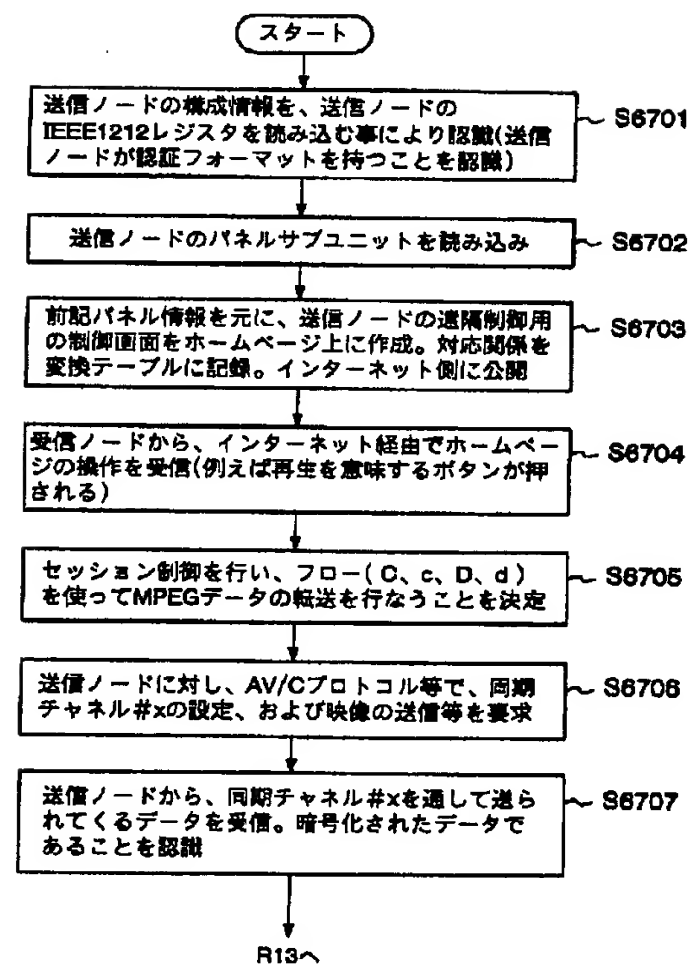 スタート
送信ノードの構成情報を、送信ノードの
IEEE1212レジスタを読み込む事により認識(送信
ノードが認証フォーマットを持つことを認識)
S6701
送信ノードのパネルサブユニットを読み込み
S6702
前記パネル情報を元に、送信ノードの遠隔制御用
の制御画面をホームページ上に作成。対応関係を
変換テーブルに記録。インターネット側に公開
S6703
受信ノードから、インターネット経由でホームペー
ジの操作を受信(例えば再生を意味するボタンが押
される)
S6704
セッション制御を行い、フロー(C、c、D、d)
を使ってMPEGデータの転送を行なうことを決定
S6705
送信ノードに対し、AV/Cプロトコル等で、同期
チャネル#xの設定、および映像の送信等を要求
S6706
送信ノードから、同期チャネル#xを通して送ら
れてくるデータを受信。暗号化されたデータで
あることを認識
S6707
R13へ